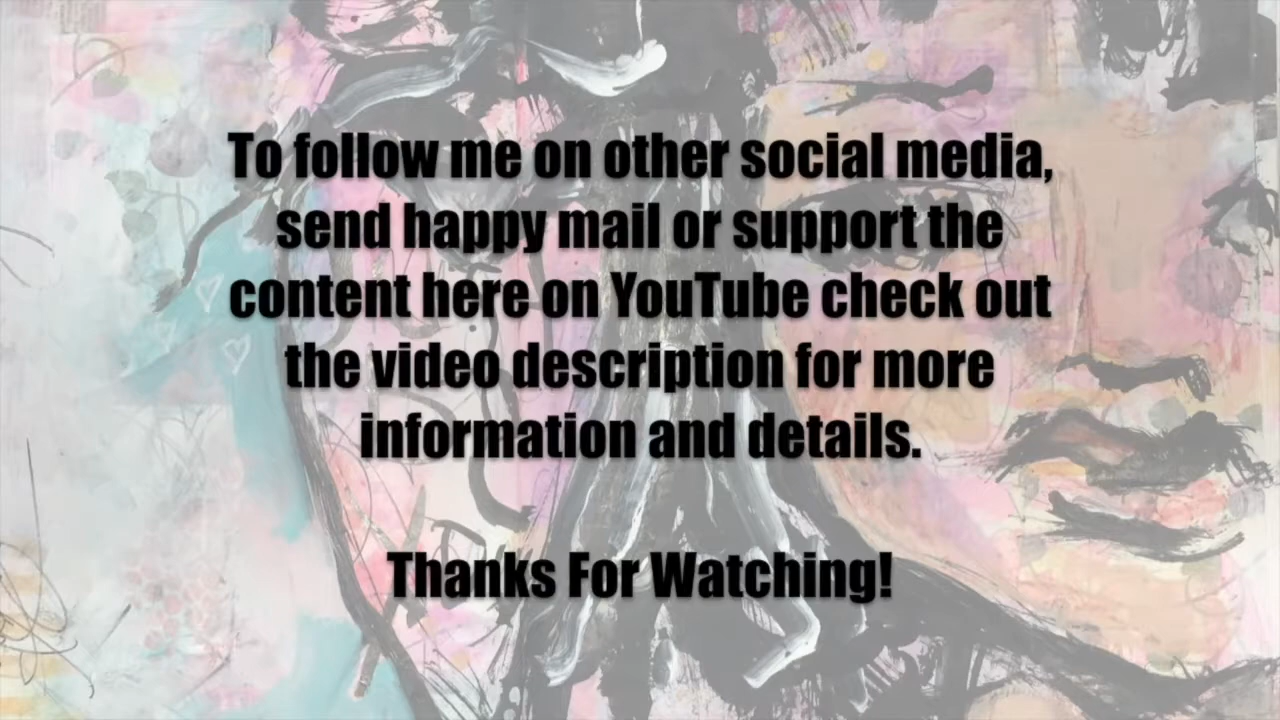 To follow me on other social media,
send happy mail or support the
content here on YouTube check out
the video description for more
information and details.
Thanks For Watching!